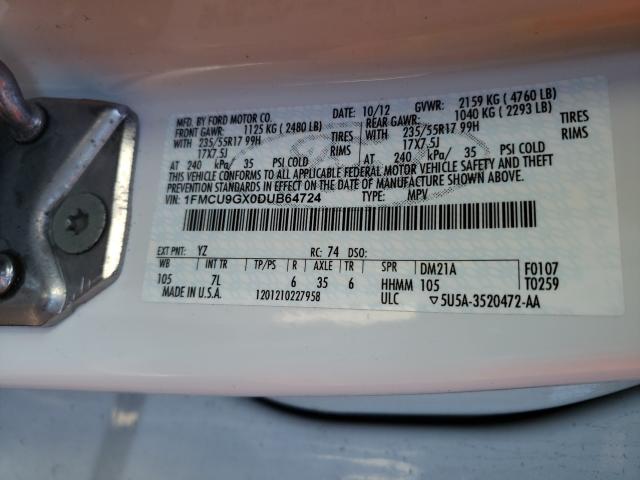 MFD. BY FORD MOTOR CO. DATE: 10/12 GVWR: 2159 KG ( 4760 LB)
FRONT GAWR: 1125 KG ( 2480 LB) REAR GAWR: 1040 KG ( 2293 LB)
WITH 235/55R17 99H TIRES WITH 235/55R17 99H TIRES
17X7.5J RIMS 17X7.5J RIMS
AT 240 kPa/ 35 PSI COLD AT 240 kPa/ 35 PSI COLD
THIS VEHICLE CONFORMS TO ALL APPLICABLE FEDERAL MOTOR VEHICLE SAFETY AND THEFT
PREVENTION STANDARDS IN EFFECT ON THE DATE OF MANUFACTURE SHOWN ABOVE.
VIN: 1FMCU9GX0DUB64724 TYPE: MPV
EXT PNT: YZ RC: 74 DSO:
WB INT TR TP/PS R AXLE TR SPR DM21A F0107
105 7L 6 35 6 HHMM 105 T0259
MADE IN U.S.A. 1201210227958 ULC ▽5U5A-3520472-AA